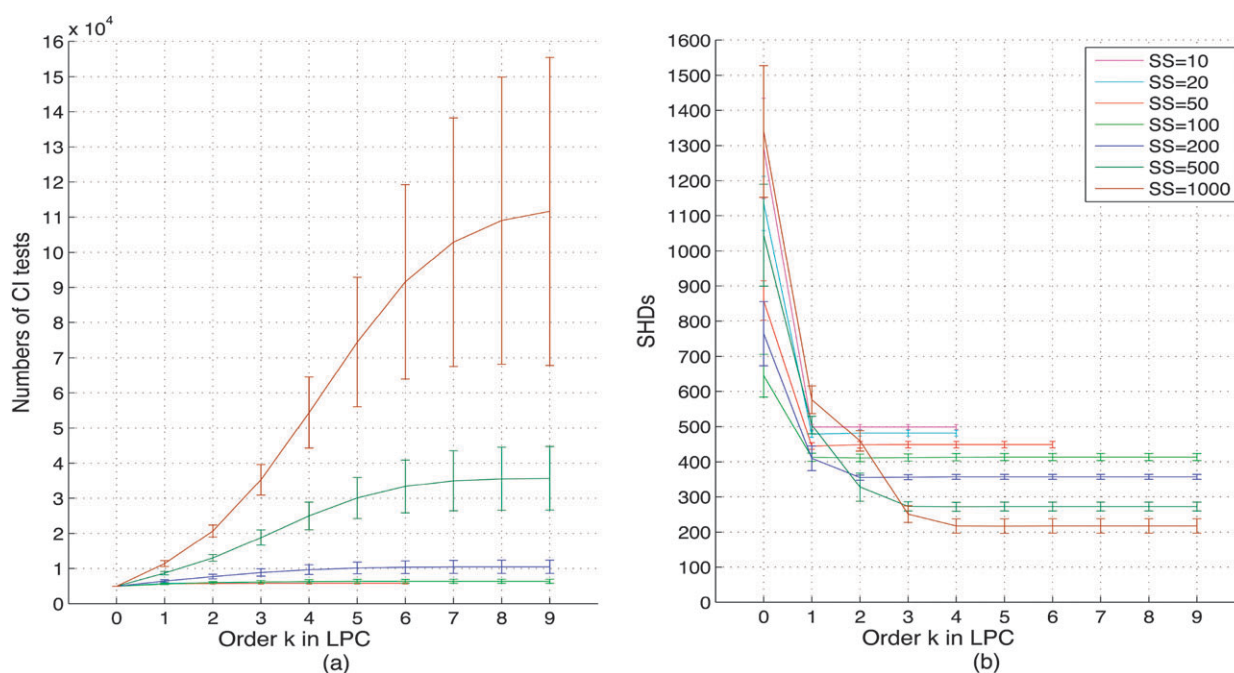 x 10⁴
16
15
14
13
12
11
10
9
8
7
6
5
4
3
2
1
0
Numbers of CI tests
0 1 2 3 4 5 6 7 8 9
Order k in LPC
(a)
1600
1500
1400
1300
1200
1100
1000
900
800
700
600
500
400
300
200
100
0
SHDs
SS=10
SS=20
SS=50
SS=100
SS=200
SS=500
SS=1000
0 1 2 3 4 5 6 7 8 9
Order k in LPC
(b)